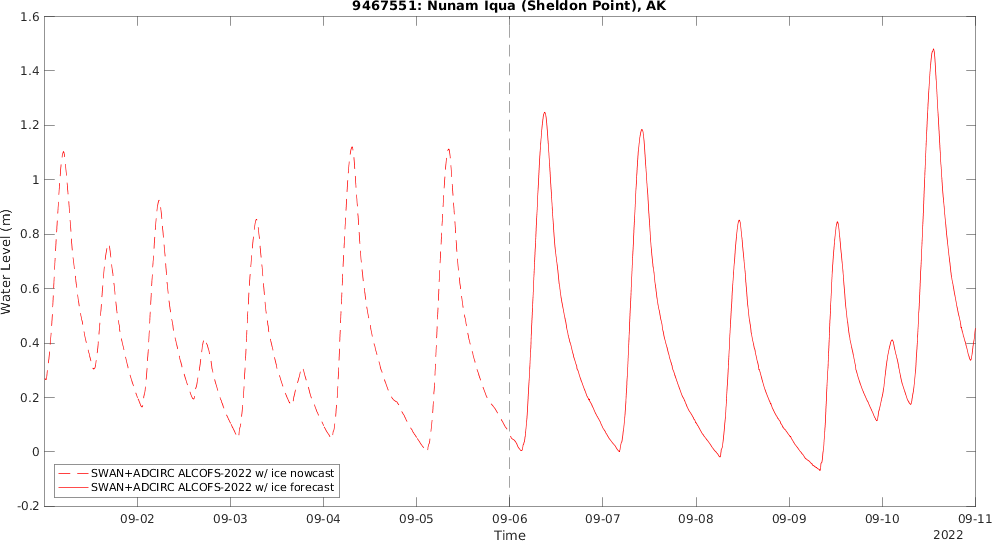 9467551: Nunam Iqua (Sheldon Point), AK
1.6
1.4
1.2
1
0.8
0.6
0.4
0.2
0
-0.2
Water Level (m)
SWAN+ADCIRC ALCOFS-2022 w/ ice nowcast
SWAN+ADCIRC ALCOFS-2022 w/ ice forecast
09-02 09-03 09-04 09-05 09-06 09-07 09-08 09-09 09-10 09-11
Time
2022